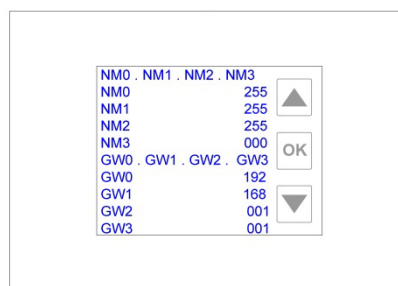 NM0 . NM1 . NM2 . NM3
NM0 255
NM1 255
NM2 255
NM3 000
OK
GW0 . GW1 . GW2 . GW3
GW0 192
GW1 168
GW2 001
GW3 001